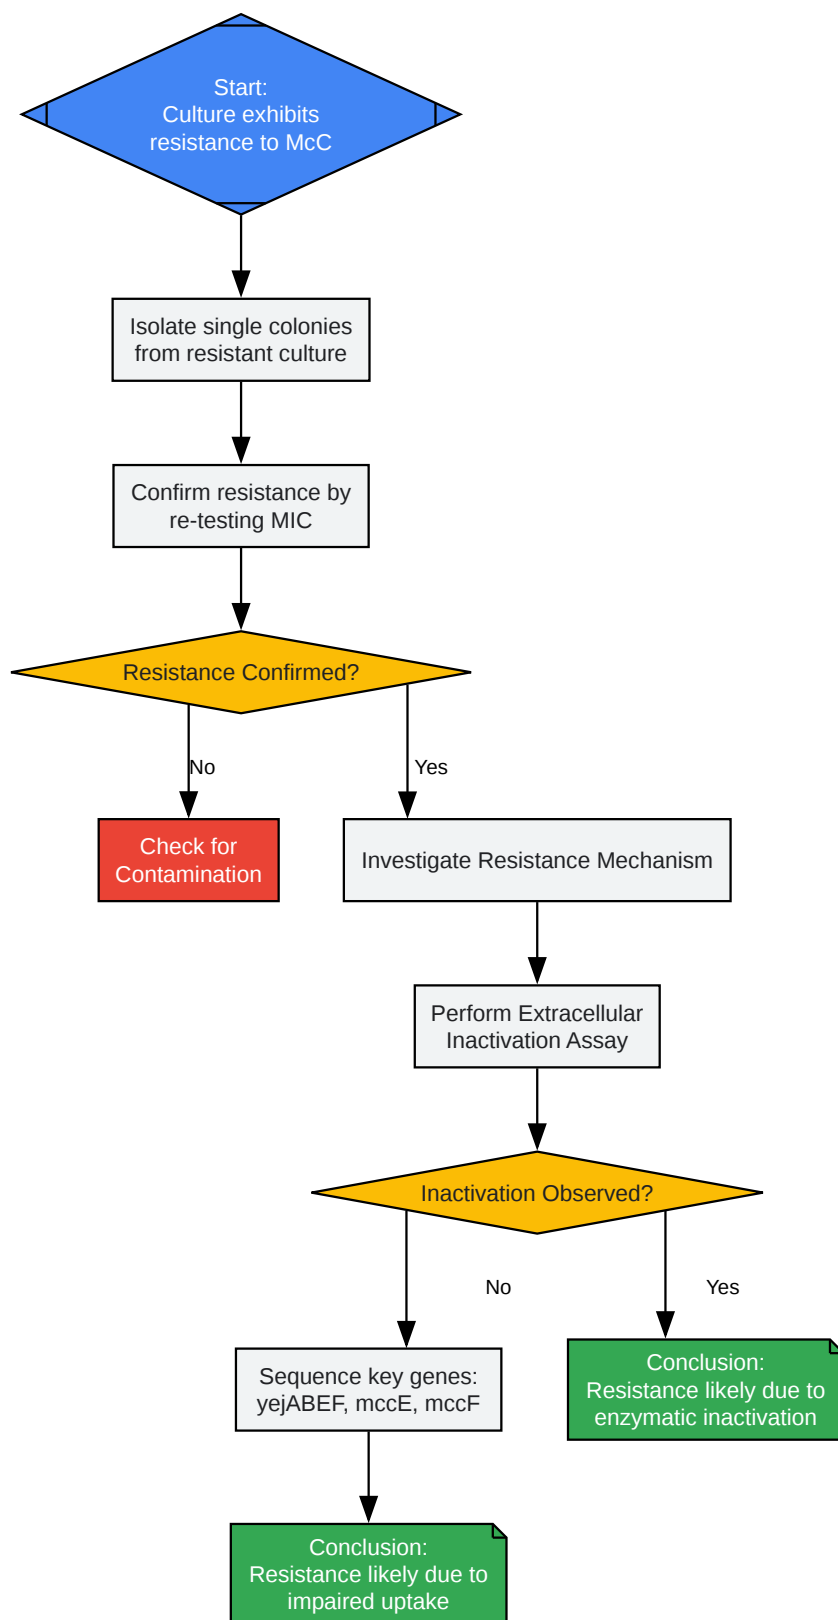 Start:
Culture exhibits
resistance to McC
Isolate single colonies
from resistant culture
Confirm resistance by
re-testing MIC
Resistance Confirmed?
No
Yes
Check for
Contamination
Investigate Resistance Mechanism
Perform Extracellular
Inactivation Assay
Inactivation Observed?
No
Yes
Sequence key genes:
yejABEF, mccE, mccF
Conclusion:
Resistance likely due to
enzymatic inactivation
Conclusion:
Resistance likely due to
impaired uptake